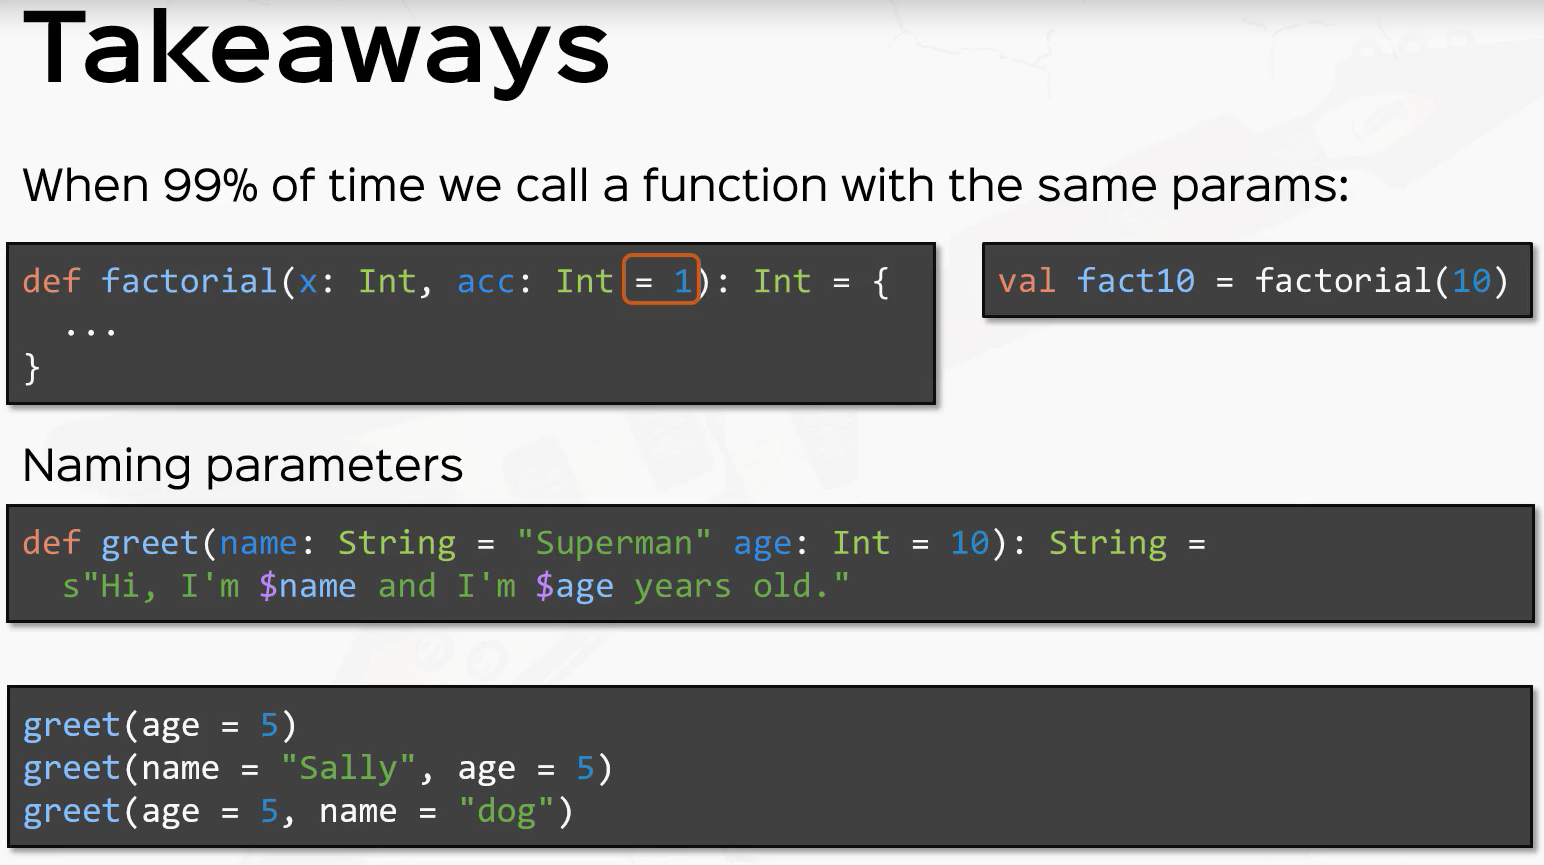 Takeaways
When 99% of time we call a function with the same params:
def factorial(x: Int, acc: Int = 1): Int = {
  ...
}
val fact10 = factorial(10)
Naming parameters
def greet(name: String = "Superman" age: Int = 10): String =
  s"Hi, I'm $name and I'm $age years old."
greet(age = 5)
greet(name = "Sally", age = 5)
greet(age = 5, name = "dog")